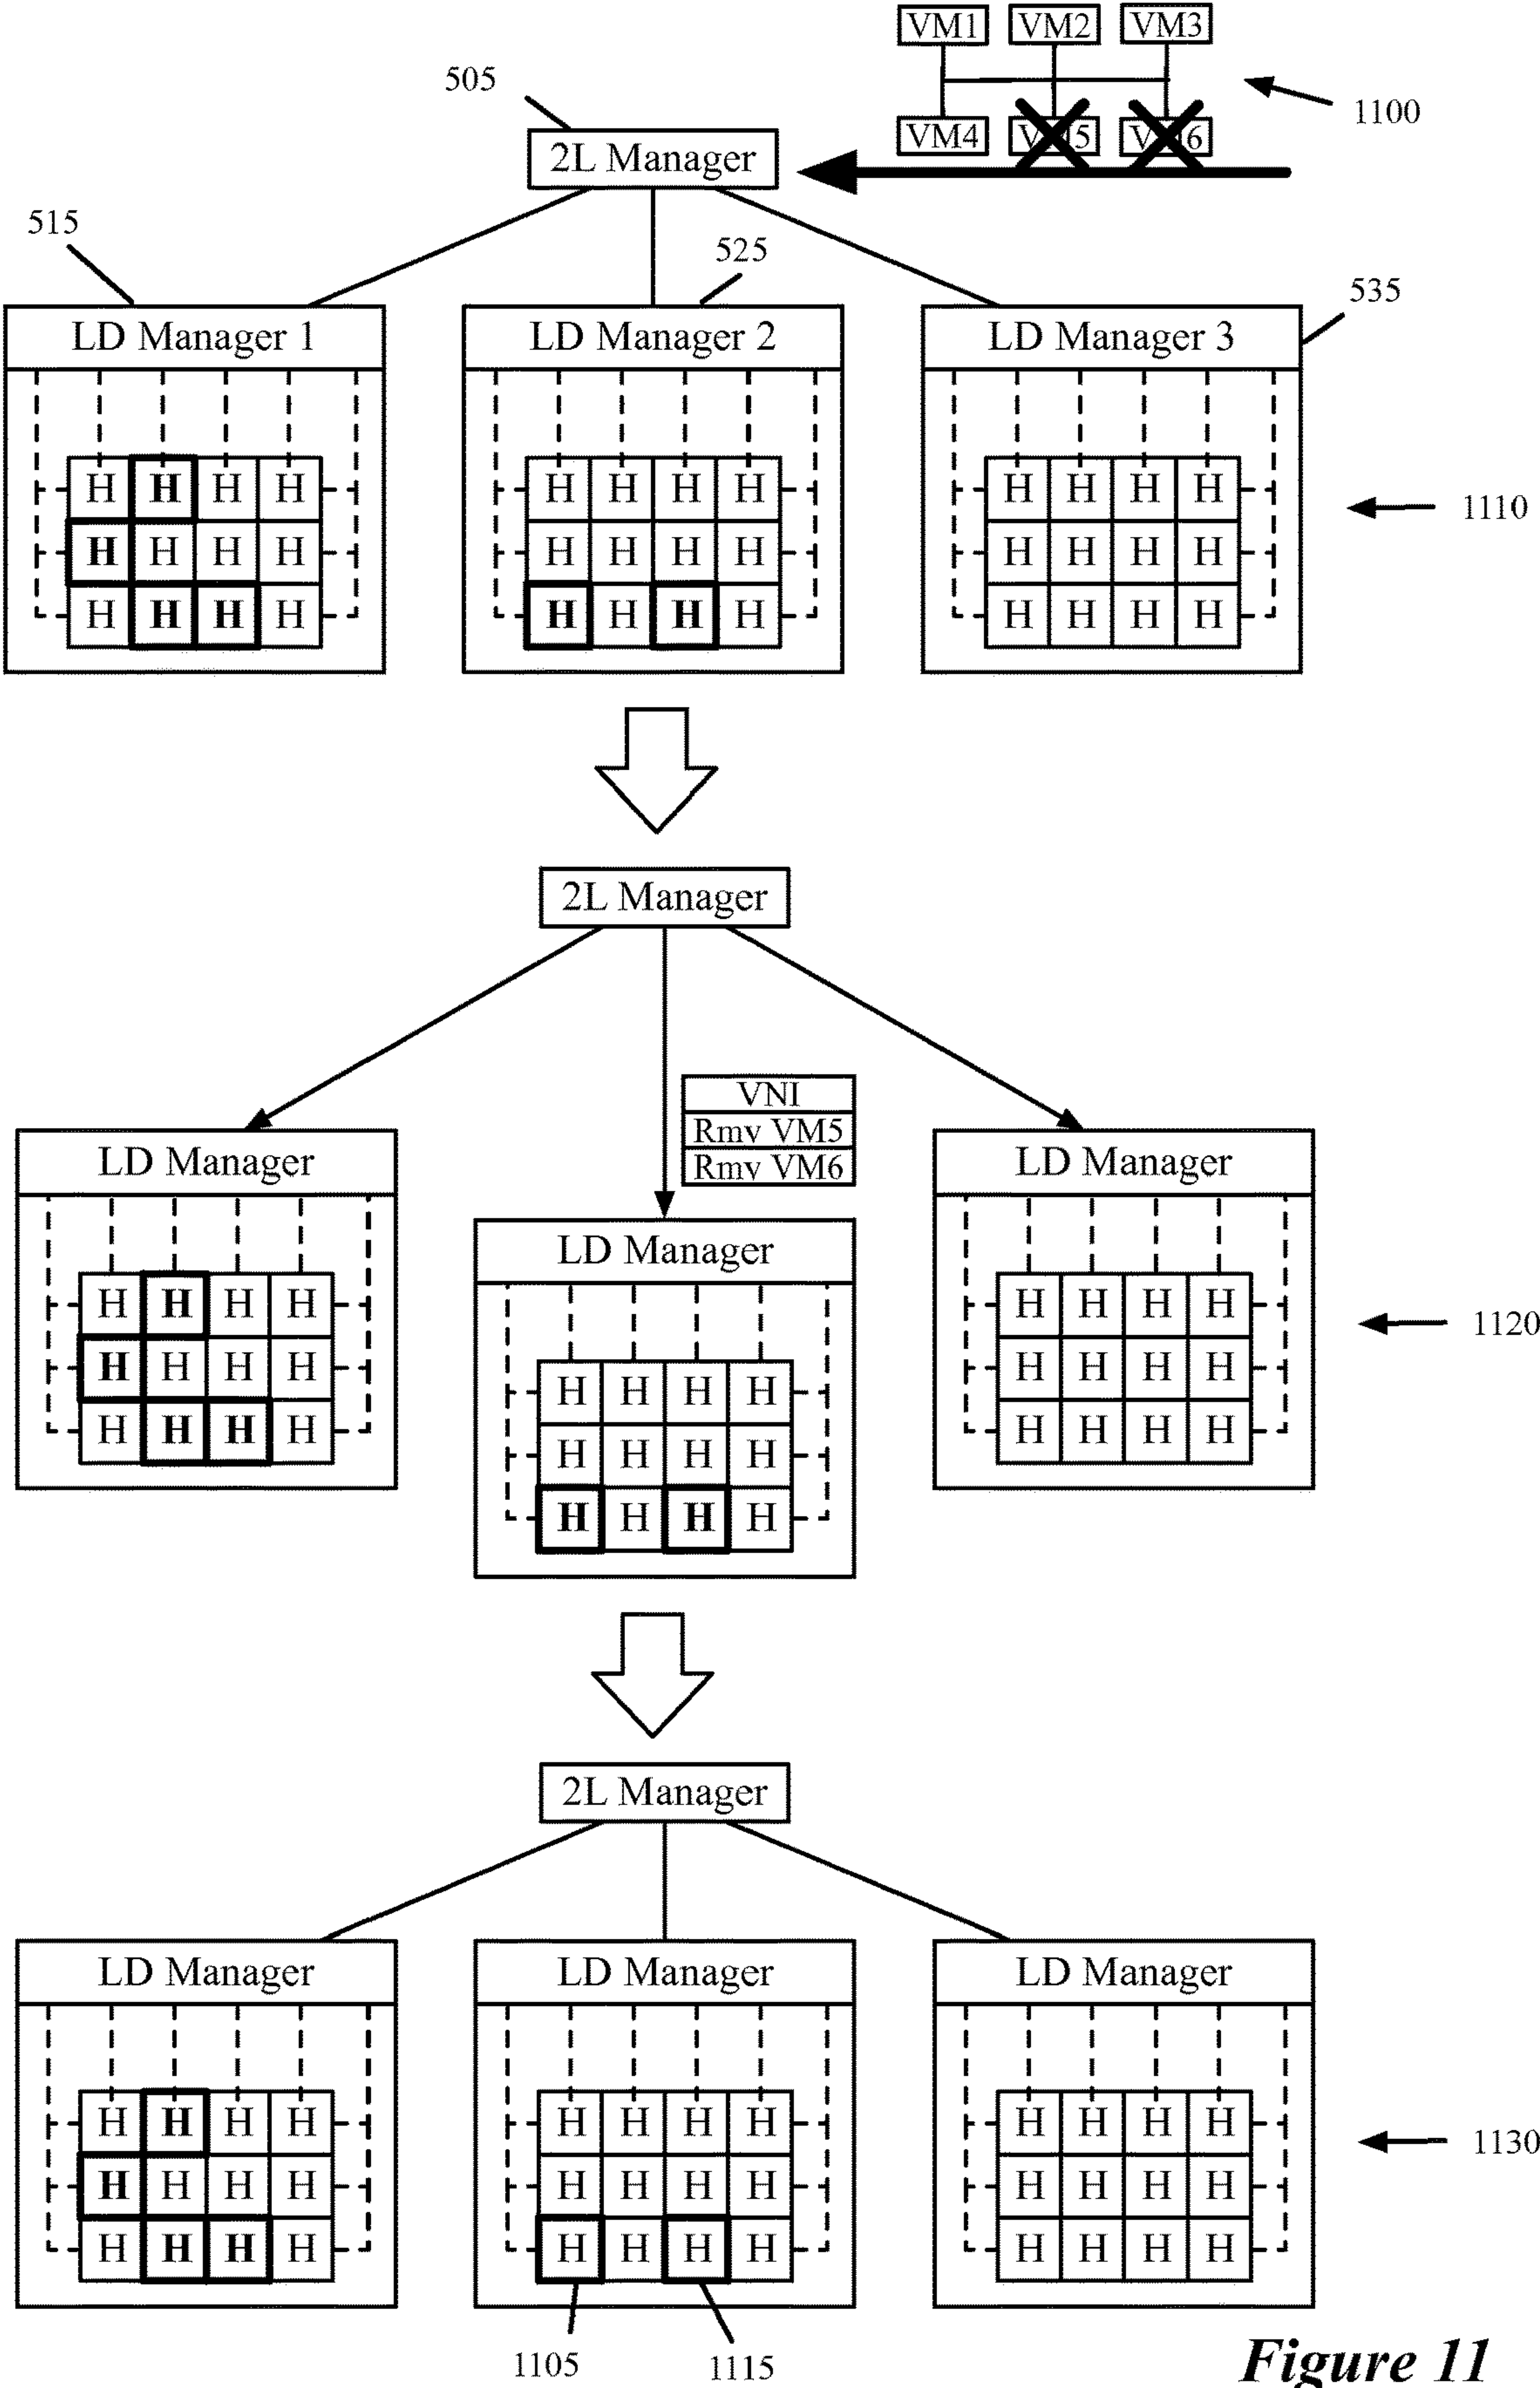 VM1 VM2 VM3
505
1100
VM4 VM5 VM6
2L Manager
515
525
535
LD Manager 1 LD Manager 2 LD Manager 3
H H H H H H H H H H H H
1110
H H H H H H H H H H H H
H H H H H H H H H H H H
2L Manager
VNI
Rmv VM5
Rmv VM6
LD Manager LD Manager
LD Manager
H H H H H H H H
1120
H H H H H H H H
H H H H H H H H
H H H H
H H H H
H H H H
2L Manager
LD Manager LD Manager LD Manager
H H H H H H H H H H H H
1130
H H H H H H H H H H H H
H H H H H H H H H H H H
1105 1115
Figure 11